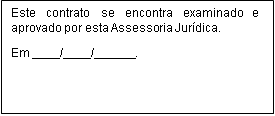 Este contrato se encontra examinado e
aprovado por esta Assessoria Jurídica.
Em ____/____/______.